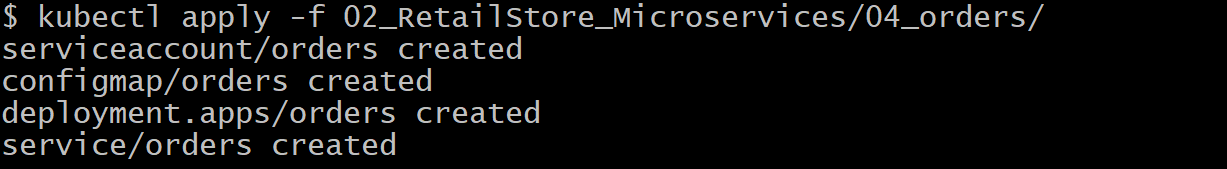 $ kubectl apply -f 02_RetailStore_Microservices/04_orders/
serviceaccount/orders created
configmap/orders created
deployment.apps/orders created
service/orders created